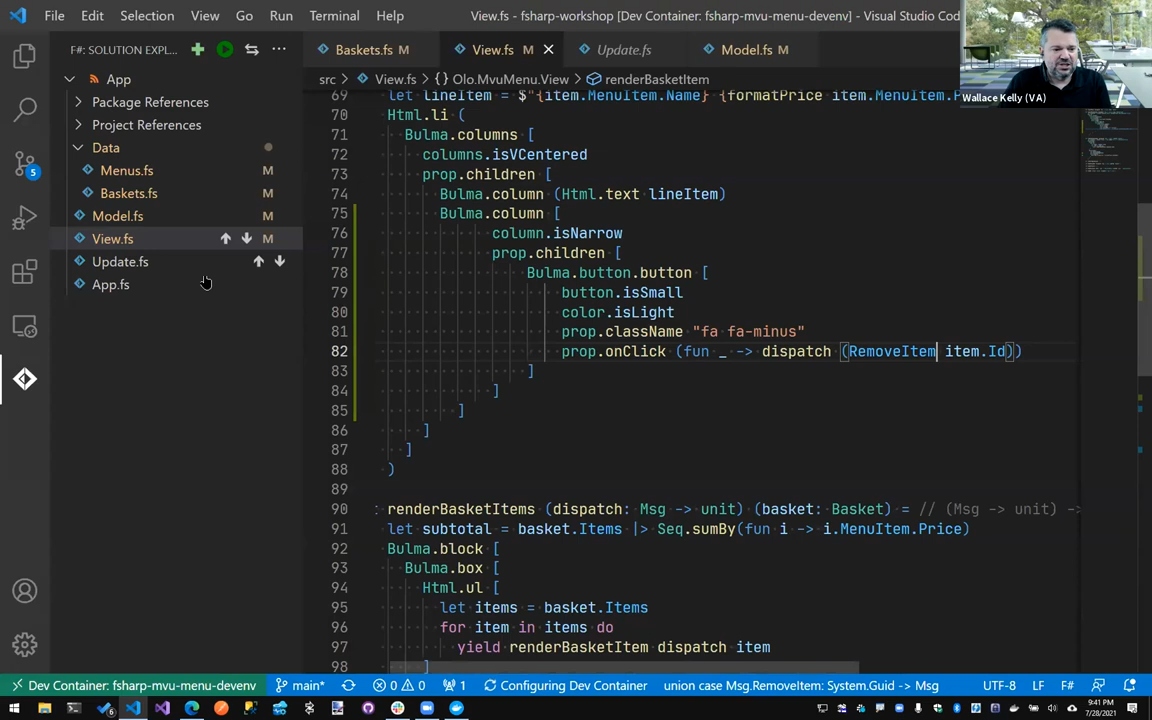 File Edit Selection View Go Run Terminal Help View.fs - fsharp-workshop [Dev Container: fsharp-mvu-menu-devenv] - Visual Studio Code
F#: SOLUTION EXPL...
Baskets.fs M View.fs M Update.fs Model.fs M
src > View.fs > {} Olo.MvuMenu.View > renderBasketItem
Wallace Kelly (VA)
App
Package References
Project References
Data
Menus.fs M
Baskets.fs M
Model.fs M
View.fs M
Update.fs
App.fs
5
69 let lineItem = $"{item.MenuItem.Name} {formatPrice item.MenuItem.P
70 Html.li (
71 Bulma.columns [
72 columns.isVCentered
73 prop.children [
74 Bulma.column (Html.text lineItem)
75 Bulma.column [
76 column.isNarrow
77 prop.children [
78 Bulma.button.button [
79 button.isSmall
80 color.isLight
81 prop.className "fa fa-minus"
82 prop.onClick (fun _ -> dispatch (RemoveItem item.Id))
83 ]
84 ]
85 ]
86 ]
87 ]
88 )
89
90 renderBasketItems (dispatch: Msg -> unit) (basket: Basket) = // (Msg -> unit) -
91 let subtotal = basket.Items |> Seq.sumBy(fun i -> i.MenuItem.Price)
92 Bulma.block [
93 Bulma.box [
94 Html.ul [
95 let items = basket.Items
96 for item in items do
97 yield renderBasketItem dispatch item
98 ]
Dev Container: fsharp-mvu-menu-devenv main* 0 0 1 Configuring Dev Container union case Msg.RemoveItem: System.Guid -> Msg UTF-8 LF F#
9:41 PM
7/28/2021